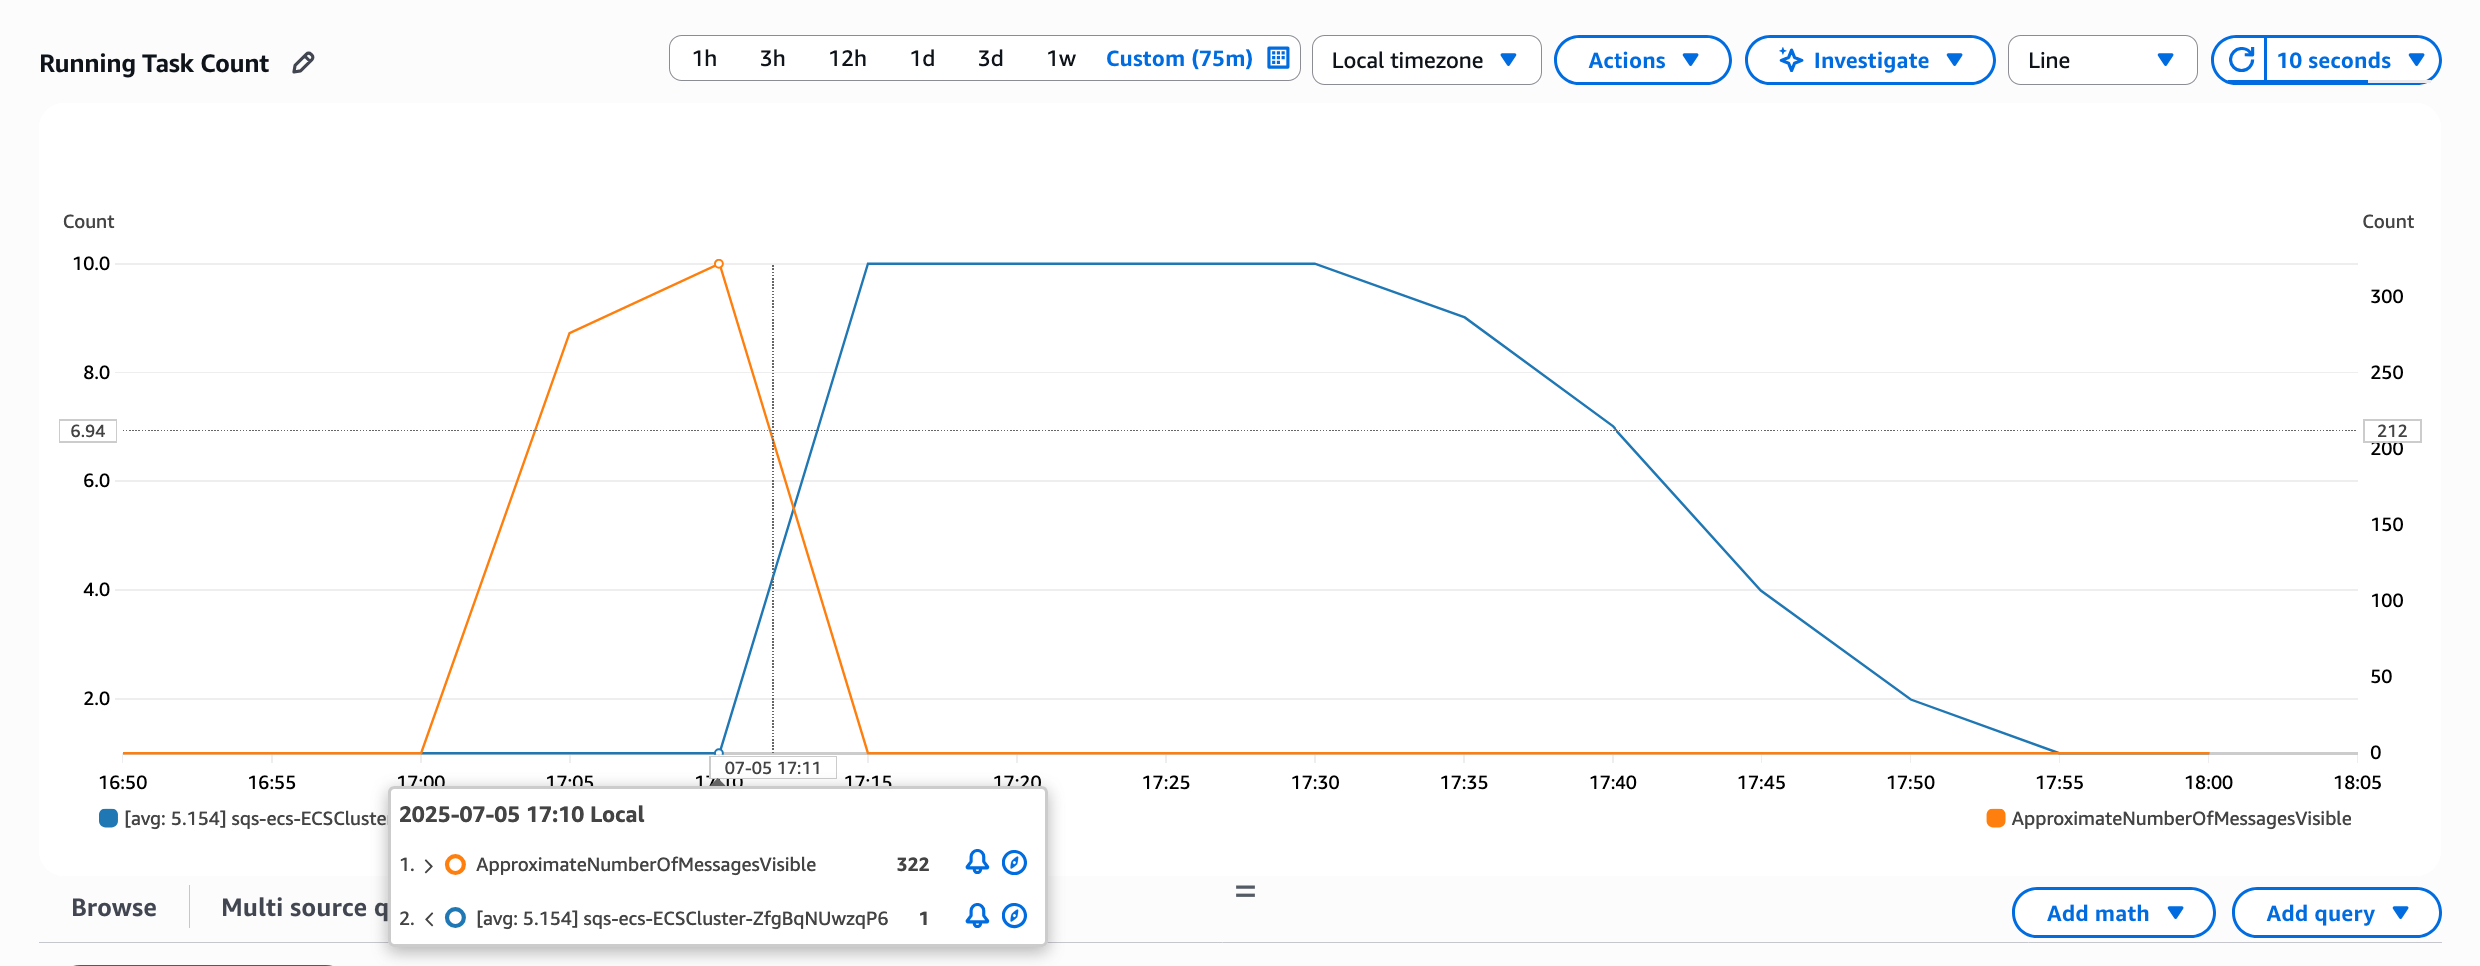 Running Task Count
1h 3h 12h 1d 3d 1w Custom (75m)
Local timezone
Actions
Investigate
Line
10 seconds
Count
Count
10.0
8.0
6.94
6.0
4.0
2.0
300
250
212
200
150
100
50
0
07-05 17:11
16:50 16:55 17:00 17:05 17:10 17:15 17:20 17:25 17:30 17:35 17:40 17:45 17:50 17:55 18:00 18:05
[avg: 5.154] sqs-ecs-ECSCluste
ApproximateNumberOfMessagesVisible
2025-07-05 17:10 Local
1. > ApproximateNumberOfMessagesVisible 322
2. < [avg: 5.154] sqs-ecs-ECSCluster-ZfgBqNUwzqP6 1
Browse
Multi source q
=
Add math
Add query